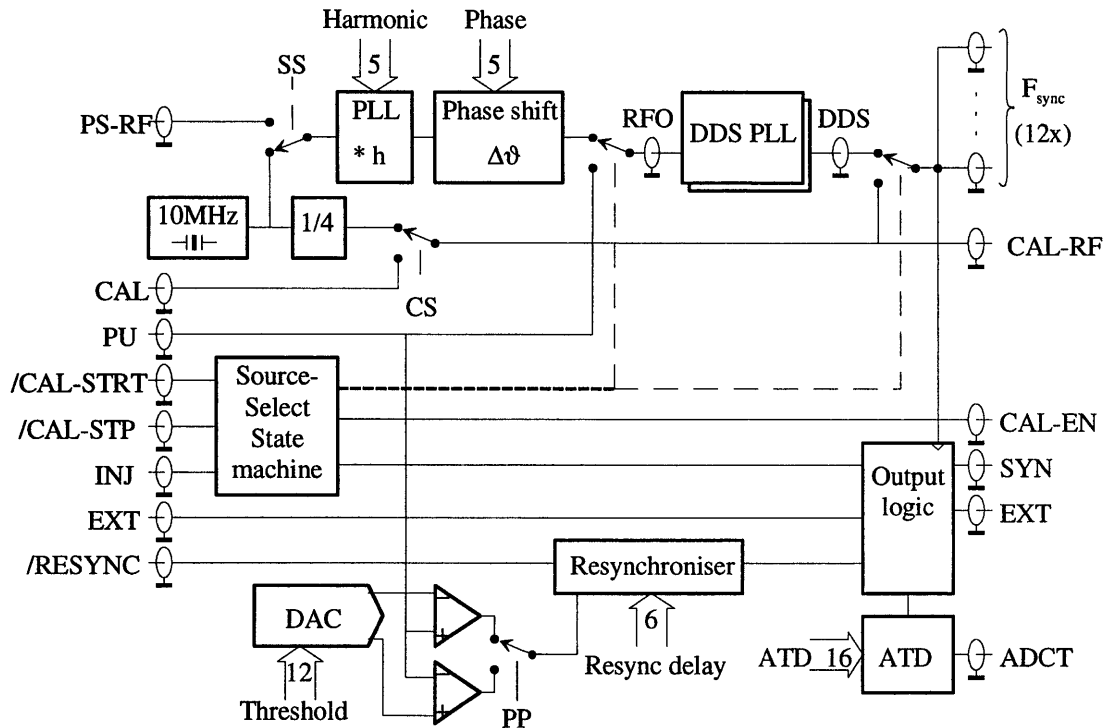 Harmonic
Phase
5
5
SS
PS-RF
PLL
* h
Phase shift
Δϑ
RFO
DDS PLL
DDS
F sync
(12x)
10MHz
1/4
CAL-RF
CAL
CS
PU
/CAL-STRT
Source-
Select
State
machine
/CAL-STP
CAL-EN
INJ
Output
logic
SYN
EXT
EXT
/RESYNC
Resynchroniser
DAC
−
+
6
Resync delay
12
Threshold
−
+
PP
ATD
16
ATD
ADCT